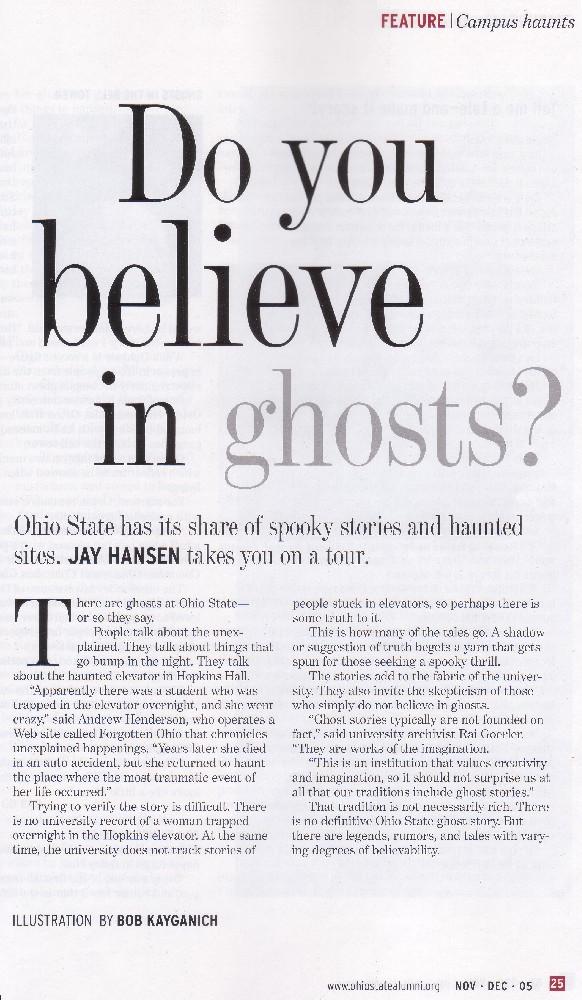 FEATURE | Campus haunts
Do you
believe
in ghosts?
Ohio State has its share of spooky stories and haunted
sites. JAY HANSEN takes you on a tour.
There are ghosts at Ohio State—
or so they say.
People talk about the unex-
plained. They talk about things that
go bump in the night. They talk
about the haunted elevator in Hopkins Hall.
"Apparently there was a student who was
trapped in the elevator overnight, and she went
crazy," said Andrew Henderson, who operates a
Web site called Forgotten Ohio that chronicles
unexplained happenings. "Years later she died
in an auto accident, but she returned to haunt
the place where the most traumatic event of
her life occurred."
Trying to verify the story is difficult. There
is no university record of a woman trapped
overnight in the Hopkins elevator. At the same
time, the university does not track stories of
people stuck in elevators, so perhaps there is
some truth to it.
This is how many of the tales go. A shadow
or suggestion of truth begets a yarn that gets
spun for those seeking a spooky thrill.
The stories add to the fabric of the univer-
sity. They also invite the skepticism of those
who simply do not believe in ghosts.
"Ghost stories typically are not founded on
fact," said university archivist Rai Goerler.
"They are works of the imagination.
"This is an institution that values creativity
and imagination, so it should not surprise us at
all that our traditions include ghost stories."
That tradition is not necessarily rich. There
is no definitive Ohio State ghost story. But
there are legends, rumors, and tales with vary-
ing degrees of believability.
ILLUSTRATION BY BOB KAYGANICH
www.ohiostatealumni.org NOV · DEC · 05 25